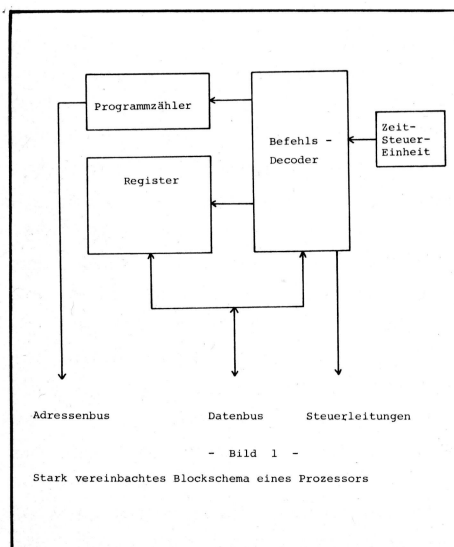 Programmzähler
Befehls -
Decoder
Zeit-
Steuer-
Einheit
Register
Adressenbus Datenbus Steuerleitungen
- Bild 1 -
Stark vereinbachtes Blockschema eines Prozessors